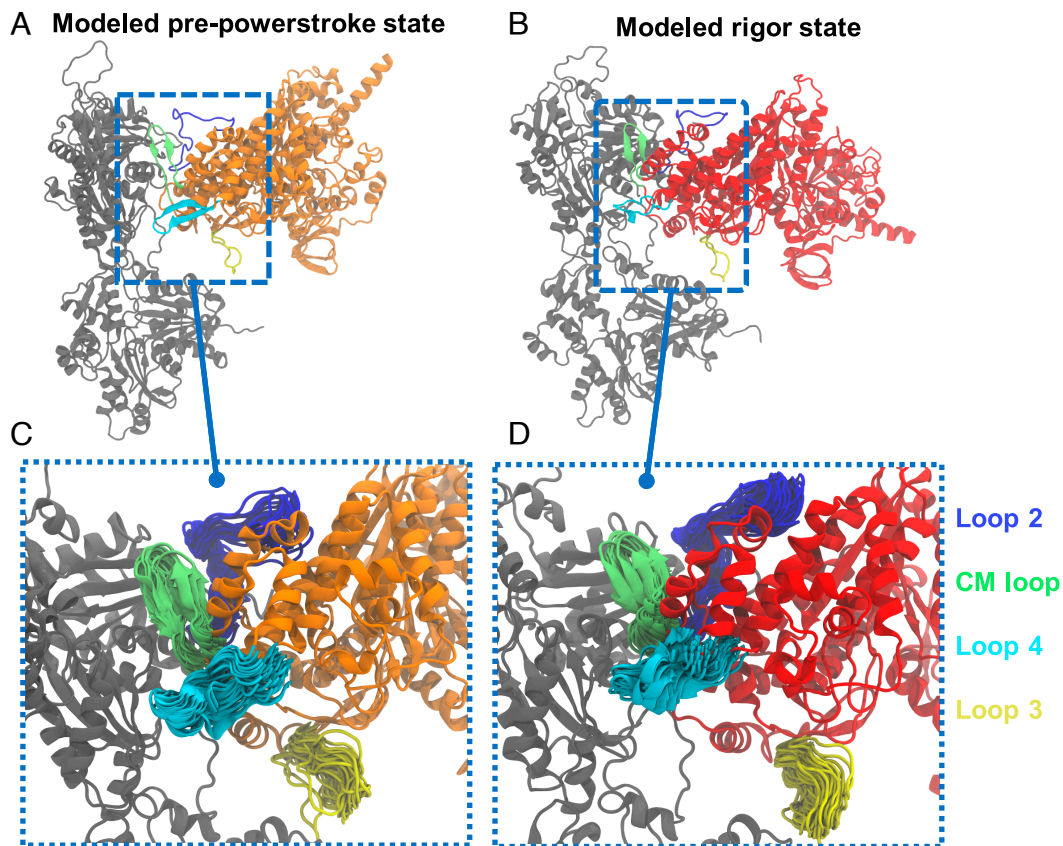 A
Modeled pre-powerstroke state
B
Modeled rigor state
C
D
Loop 2
CM loop
Loop 4
Loop 3